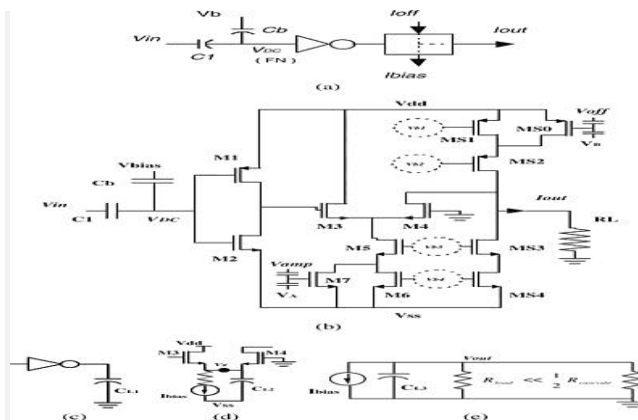 Vb
Ioff
Vin
Cb
Iout
C1
VDC
(FN)
Ibias
(a)
Vdd
Voff
MS0
MS1
VB
Vbias
M1
MS2
Cb
Vin
Iout
C1
VDC
M3
M4
RL
M2
M5
MS3
Vamp
M7
VA
M6
MS4
Vss
(b)
Vdd
M3
M4
Vout
CL1
Ibias
CL2
Vss
Ibias
CL3
Rload << 1/2 Rcascade
(c)
(d)
(e)